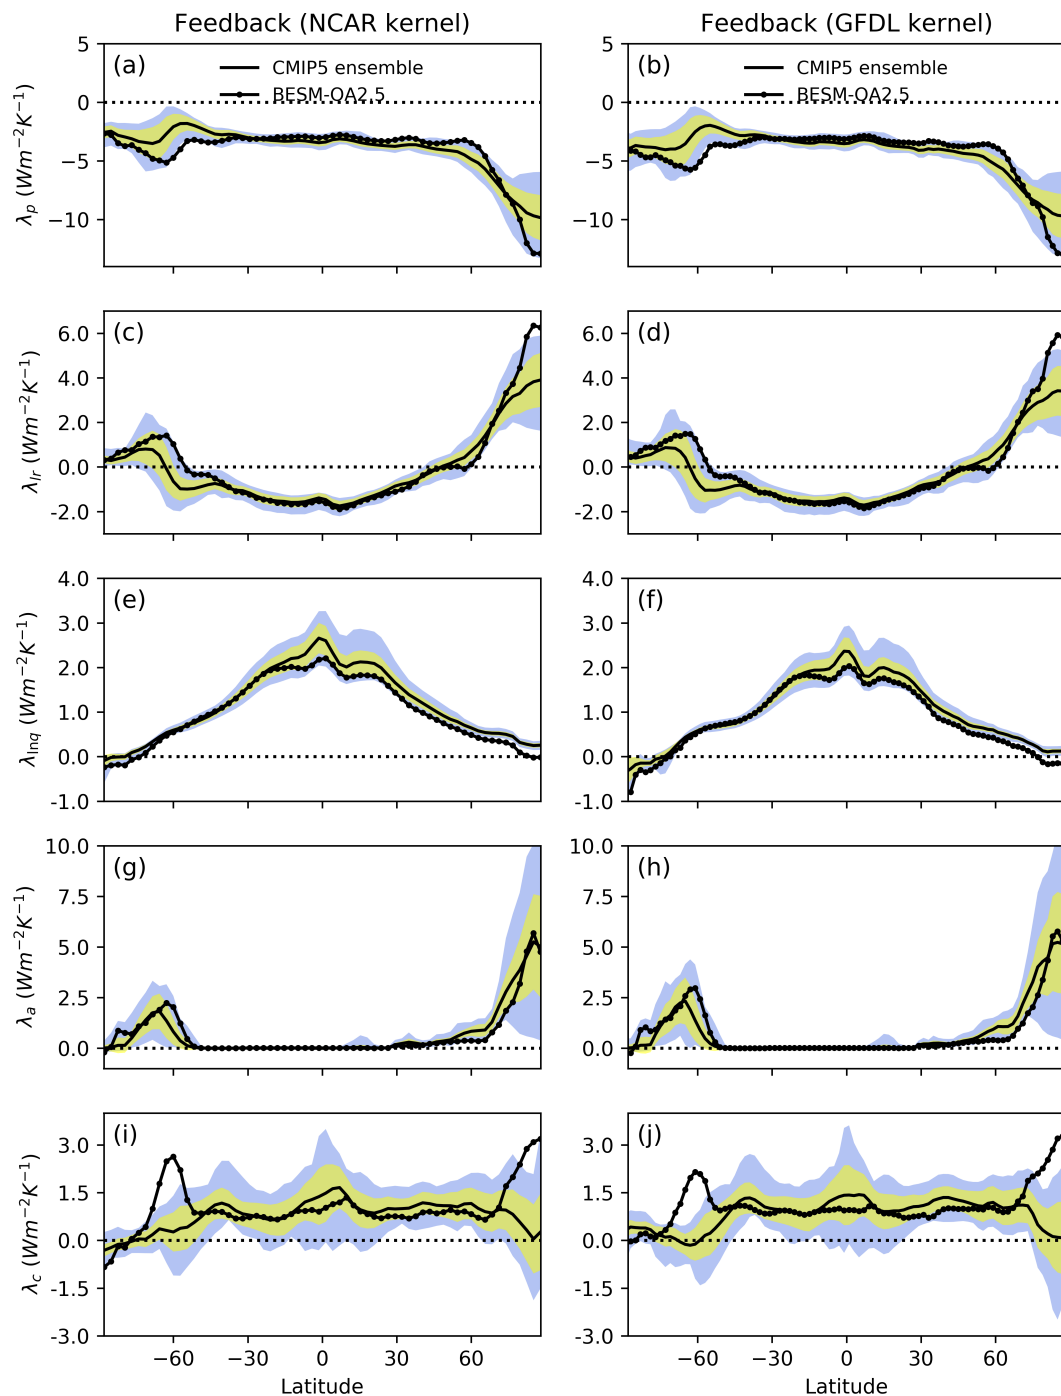 Feedback (NCAR kernel) Feedback (GFDL kernel)
(a) CMIP5 ensemble
BESM-OA2.5
5
0
−5
−10
λp (Wm−2K−1)
(b) CMIP5 ensemble
BESM-OA2.5
5
0
−5
−10
(c)
6.0
4.0
2.0
0.0
-2.0
λlr (Wm−2K−1)
(d)
6.0
4.0
2.0
0.0
-2.0
(e)
4.0
3.0
2.0
1.0
0.0
-1.0
λlnq (Wm−2K−1)
(f)
4.0
3.0
2.0
1.0
0.0
-1.0
(g)
10.0
7.5
5.0
2.5
0.0
λa (Wm−2K−1)
(h)
10.0
7.5
5.0
2.5
0.0
(i)
3.0
1.5
0.0
-1.5
-3.0
λc (Wm−2K−1)
(j)
3.0
1.5
0.0
-1.5
-3.0
−60 −30 0 30 60 −60 −30 0 30 60
Latitude Latitude